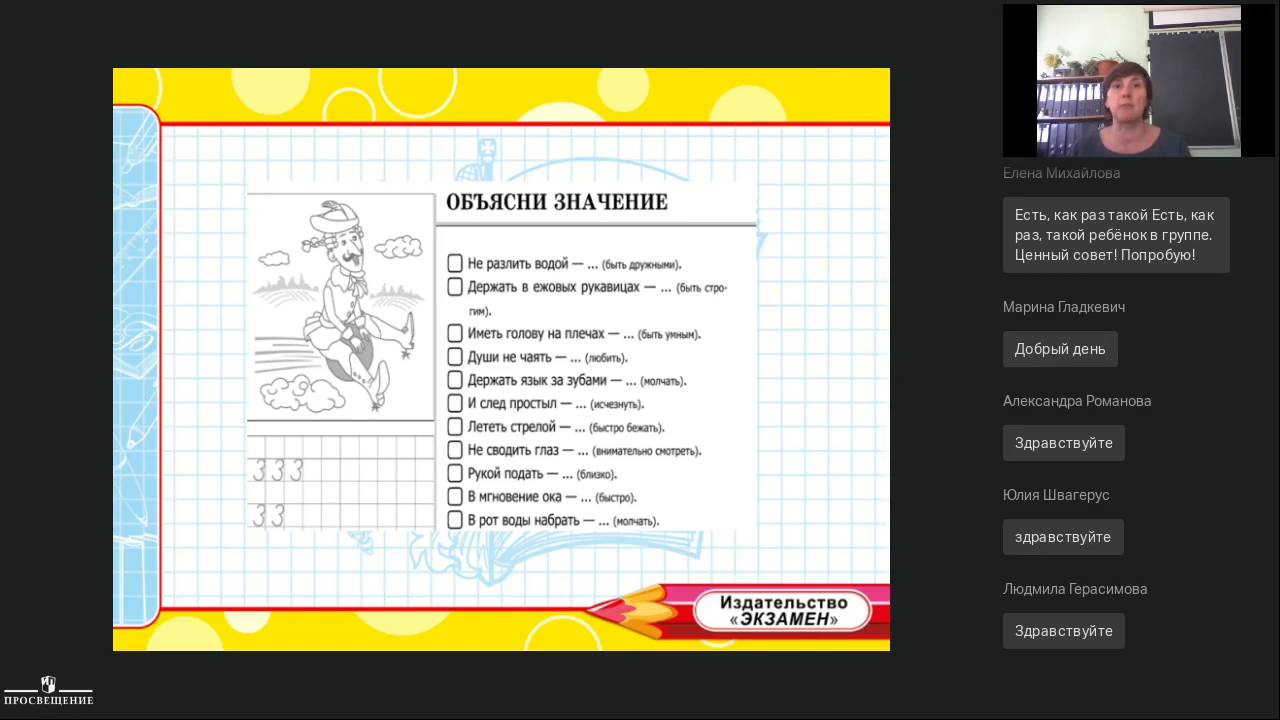 ОБЪЯСНИ ЗНАЧЕНИЕ
Не разлить водой — ... (быть дружными).
Держать в ежовых рукавицах — ... (быть стро-
гим).
Иметь голову на плечах — ... (быть умным).
Души не чаять — ... (любить).
Держать язык за зубами — ... (молчать).
И след простыл — ... (исчезнуть).
Лететь стрелой — ... (быстро бежать).
Не сводить глаз — ... (внимательно смотреть).
Рукой подать — ... (близко).
В мгновение ока — ... (быстро).
В рот воды набрать — ... (молчать).
З З З
З З
Издательство
«ЭКЗАМЕН»
ПРОСВЕЩЕНИЕ
Елена Михайлова
Есть, как раз такой Есть, как
раз, такой ребёнок в группе.
Ценный совет! Попробую!
Марина Гладкевич
Добрый день
Александра Романова
Здравствуйте
Юлия Швагерус
здравствуйте
Людмила Герасимова
Здравствуйте